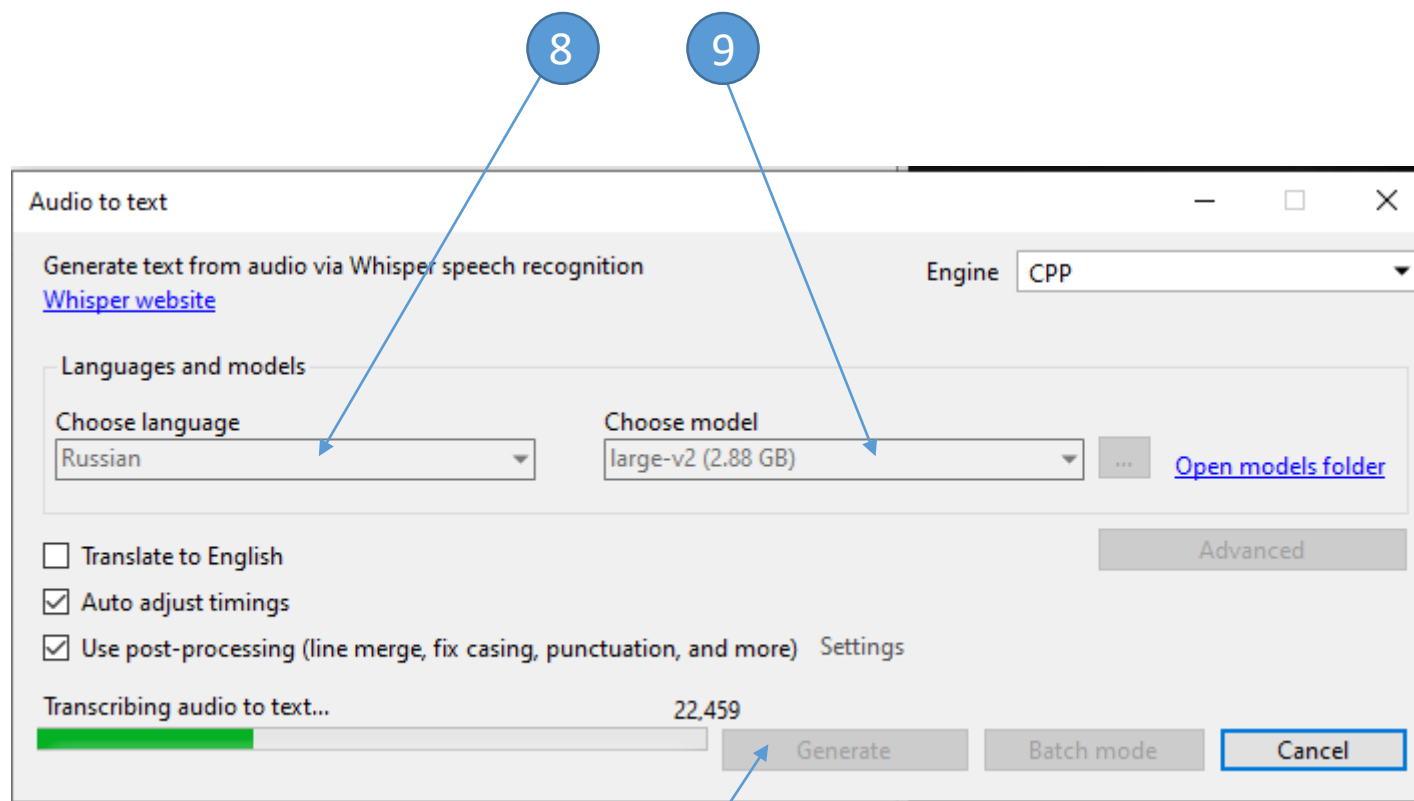 8 9
Audio to text
Generate text from audio via Whisper speech recognition
Engine CPP
Whisper website
Languages and models
Choose language Choose model
Russian large-v2 (2.88 GB) ... Open models folder
Translate to English Advanced
Auto adjust timings
Use post-processing (line merge, fix casing, punctuation, and more) Settings
Transcribing audio to text... 22,459
Generate Batch mode Cancel